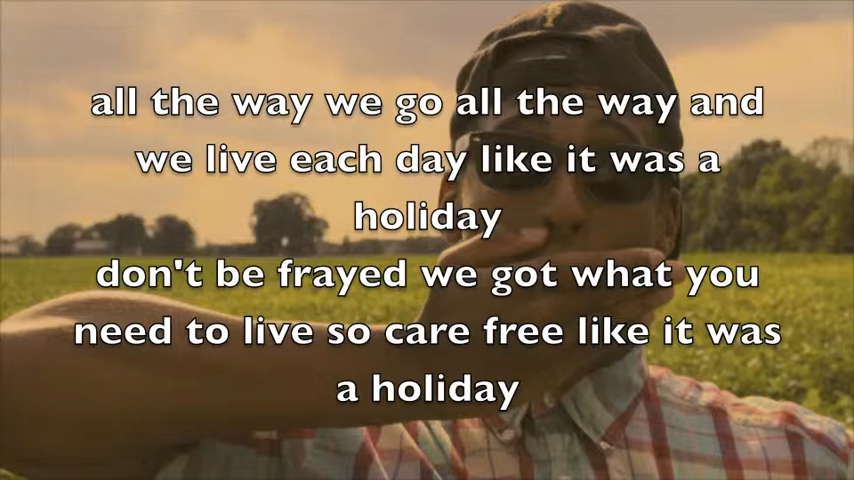 all the way we go all the way and
we live each day like it was a
holiday
don't be frayed we got what you
need to live so care free like it was
a holiday